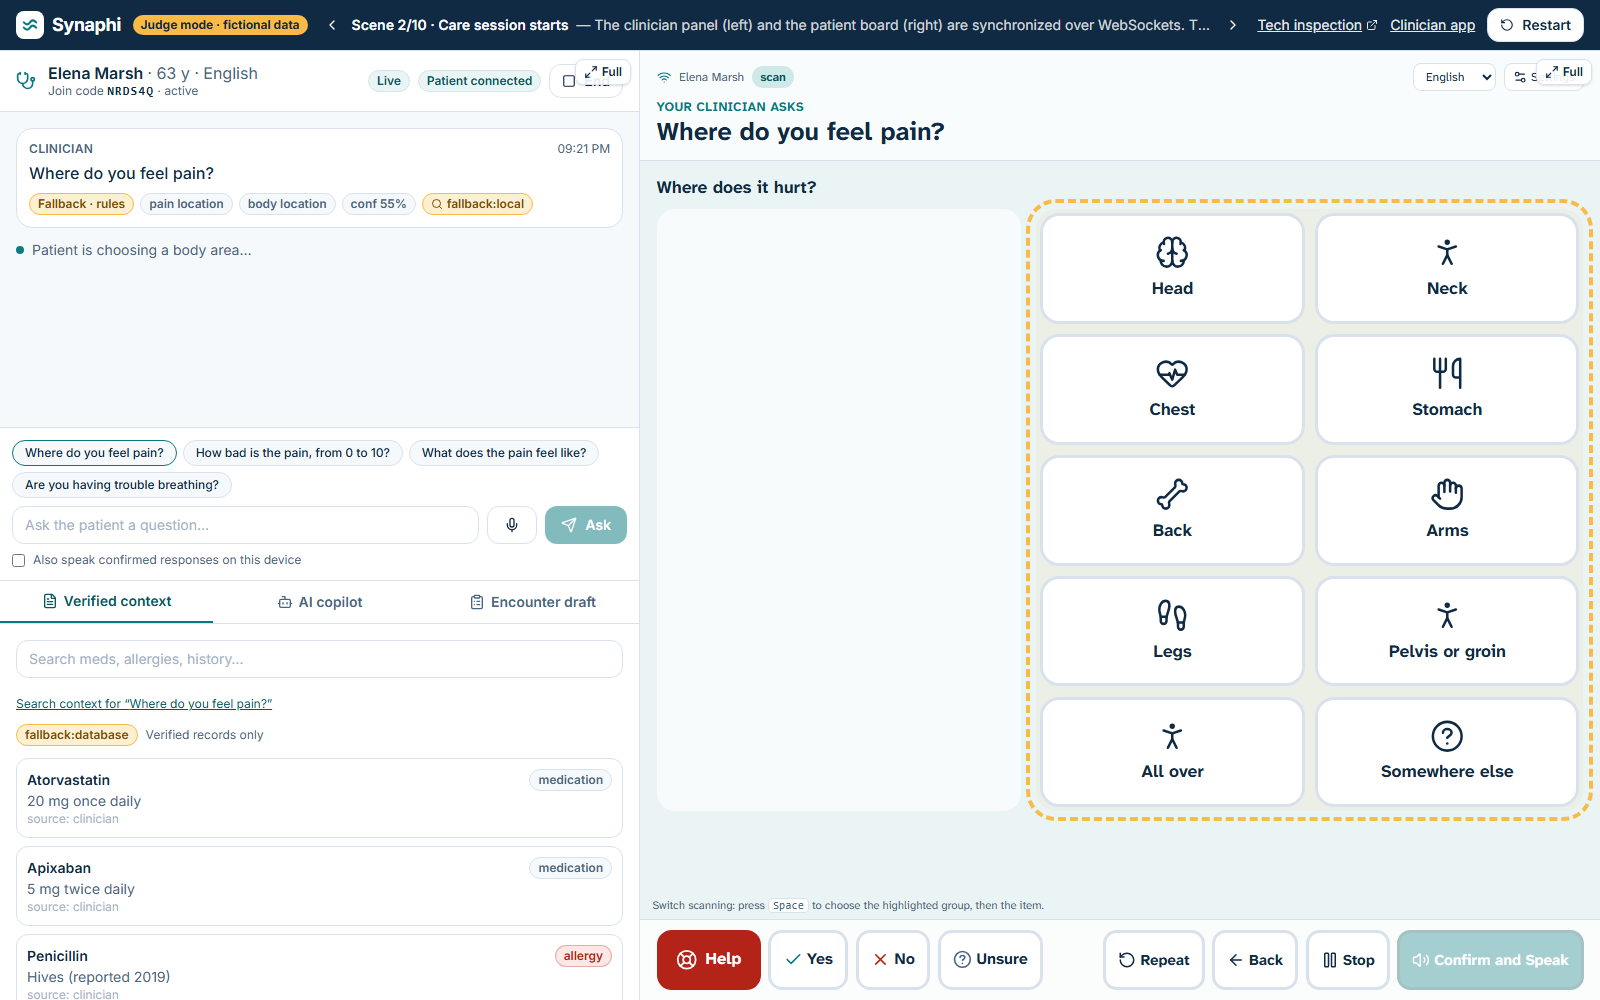 Synaphi
Judge mode · fictional data
Scene 2/10 · Care session starts — The clinician panel (left) and the patient board (right) are synchronized over WebSockets. T...
Tech inspection
Clinician app
Restart
Elena Marsh · 63 y · English
Join code NRDS4Q · active
Live
Patient connected
Full
CLINICIAN
09:21 PM
Where do you feel pain?
Fallback · rules
pain location
body location
conf 55%
fallback:local
Patient is choosing a body area...
Where do you feel pain?
How bad is the pain, from 0 to 10?
What does the pain feel like?
Are you having trouble breathing?
Ask the patient a question...
Ask
Also speak confirmed responses on this device
Verified context
AI copilot
Encounter draft
Search meds, allergies, history...
Search context for “Where do you feel pain?”
fallback:database
Verified records only
Atorvastatin
medication
20 mg once daily
source: clinician
Apixaban
medication
5 mg twice daily
source: clinician
Penicillin
allergy
Hives (reported 2019)
source: clinician
Elena Marsh
scan
English
Full
YOUR CLINICIAN ASKS
Where do you feel pain?
Where does it hurt?
Head
Neck
Chest
Stomach
Back
Arms
Legs
Pelvis or groin
All over
Somewhere else
Switch scanning: press Space to choose the highlighted group, then the item.
Help
Yes
No
Unsure
Repeat
Back
Stop
Confirm and Speak